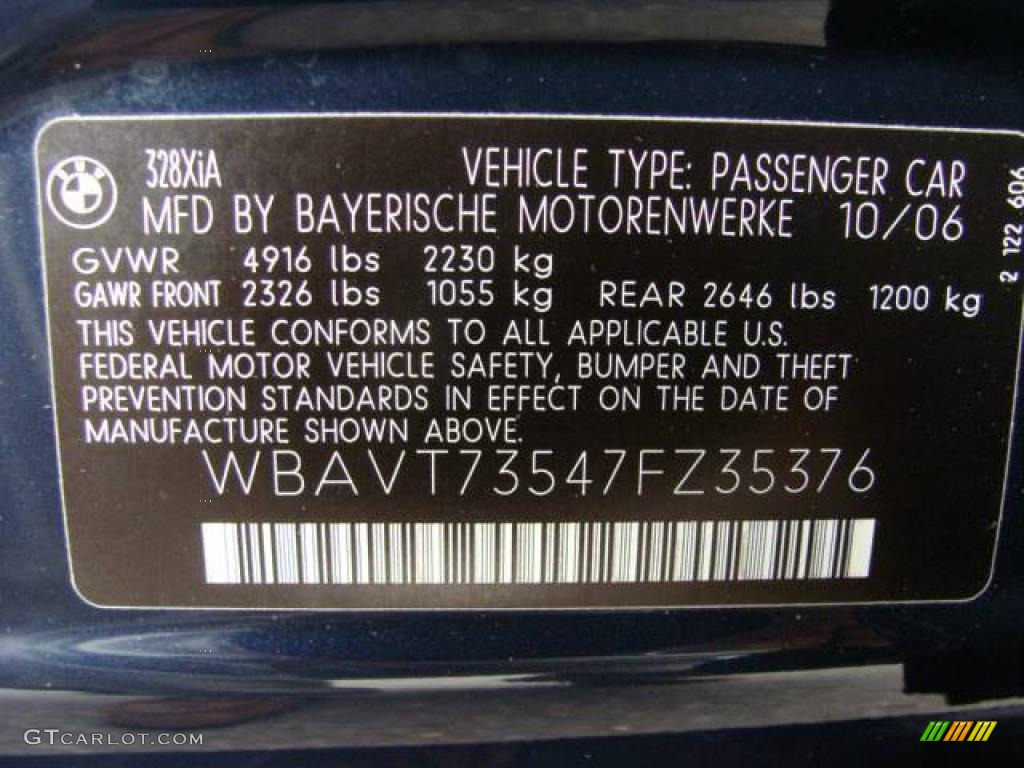 328XiA VEHICLE TYPE: PASSENGER CAR
MFD BY BAYERISCHE MOTORENWERKE 10/06
GVWR 4916 lbs 2230 kg
GAWR FRONT 2326 lbs 1055 kg REAR 2646 lbs 1200 kg
THIS VEHICLE CONFORMS TO ALL APPLICABLE U.S.
FEDERAL MOTOR VEHICLE SAFETY, BUMPER AND THEFT
PREVENTION STANDARDS IN EFFECT ON THE DATE OF
MANUFACTURE SHOWN ABOVE.
WBAVT73547FZ35376
2 122 606
GTCARLOT.COM